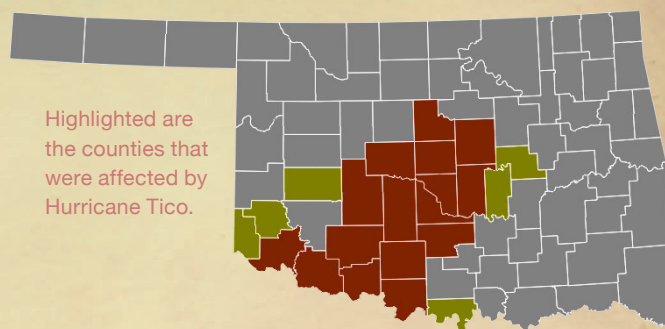 Highlighted are
the counties that
were affected by
Hurricane Tico.